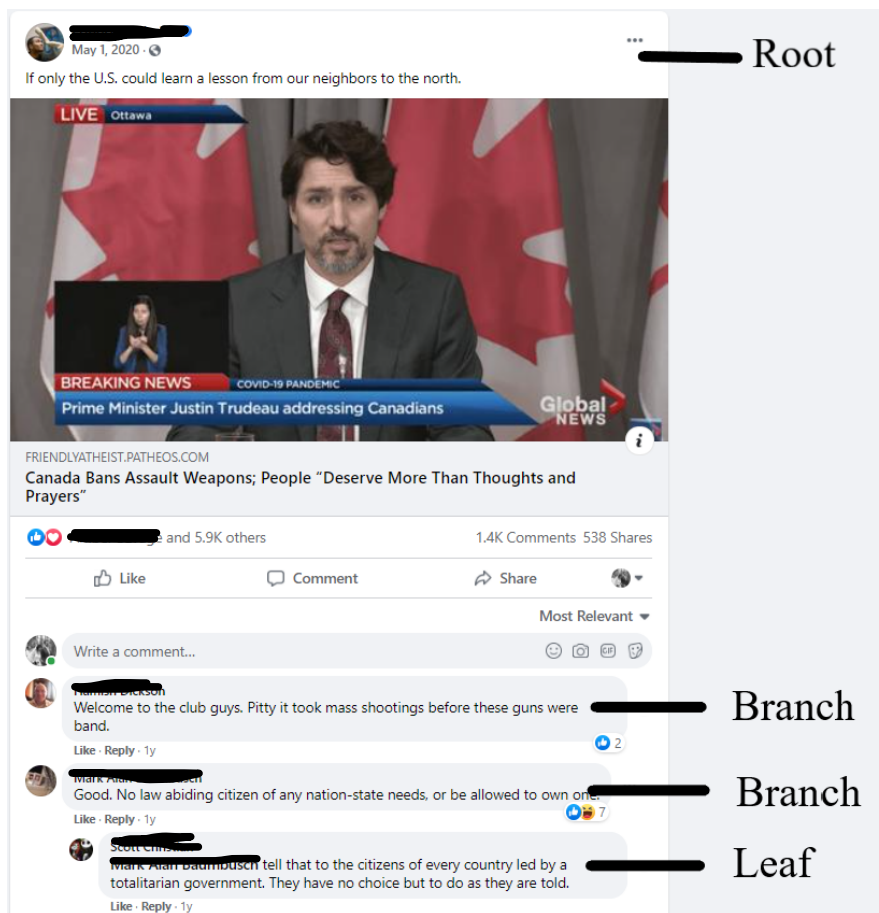 May 1, 2020 ·
Root
If only the U.S. could learn a lesson from our neighbors to the north.
LIVE Ottawa
BREAKING NEWS COVID-19 PANDEMIC
Prime Minister Justin Trudeau addressing Canadians
Global
NEWS
i
FRIENDLYATHEIST.PATHEOS.COM
Canada Bans Assault Weapons; People “Deserve More Than Thoughts and
Prayers”
and 5.9K others 1.4K Comments 538 Shares
Like Comment Share
Most Relevant
Write a comment... GIF
Welcome to the club guys. Pitty it took mass shootings before these guns were
band.
Branch
2
Like · Reply · 1y
Good. No law abiding citizen of any nation-state needs, or be allowed to own one.
Branch
7
Like · Reply · 1y
tell that to the citizens of every country led by a
totalitarian government. They have no choice but to do as they are told.
Leaf
Like · Reply · 1y